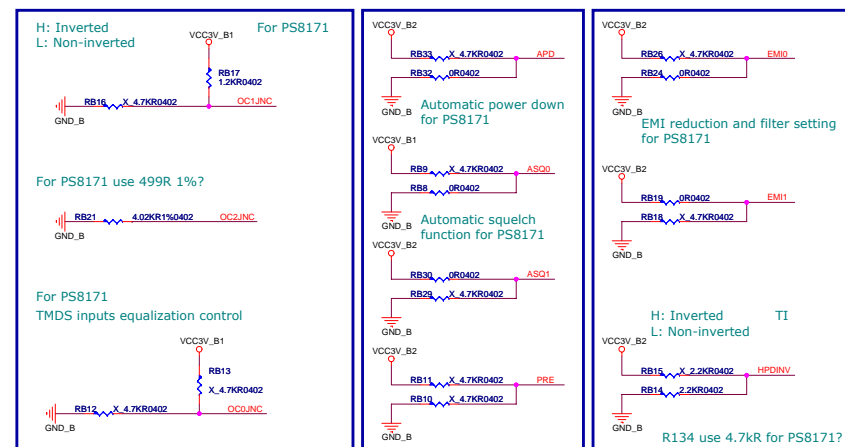 H: Inverted
L: Non-inverted
For PS8171
VCC3V_B1
RB17
1.2KR0402
RB16 X_4.7KR0402 OC1JNC
GND_B
For PS8171 use 499R 1%?
RB21 4.02KR1%0402 OC2JNC
GND_B
For PS8171
TMDS inputs equalization control
VCC3V_B1
RB13
X_4.7KR0402
RB12 X_4.7KR0402 OC0JNC
GND_B
VCC3V_B2
RB33 X_4.7KR0402 APD
RB32 0R0402
GND_B
Automatic power down
for PS8171
VCC3V_B1
RB9 X_4.7KR0402 ASQ0
RB8 0R0402
GND_B
Automatic squelch
function for PS8171
VCC3V_B2
RB30 0R0402 ASQ1
RB29 X_4.7KR0402
GND_B
VCC3V_B2
RB11 X_4.7KR0402 PRE
RB10 X_4.7KR0402
GND_B
VCC3V_B2
RB26 X_4.7KR0402 EMI0
RB24 0R0402
GND_B
EMI reduction and filter setting
for PS8171
VCC3V_B2
RB19 0R0402 EMI1
RB18 X_4.7KR0402
GND_B
H: Inverted TI
L: Non-inverted
VCC3V_B2
RB15 X_2.2KR0402 HPDINV
RB14 2.2KR0402
GND_B
R134 use 4.7kR for PS8171?